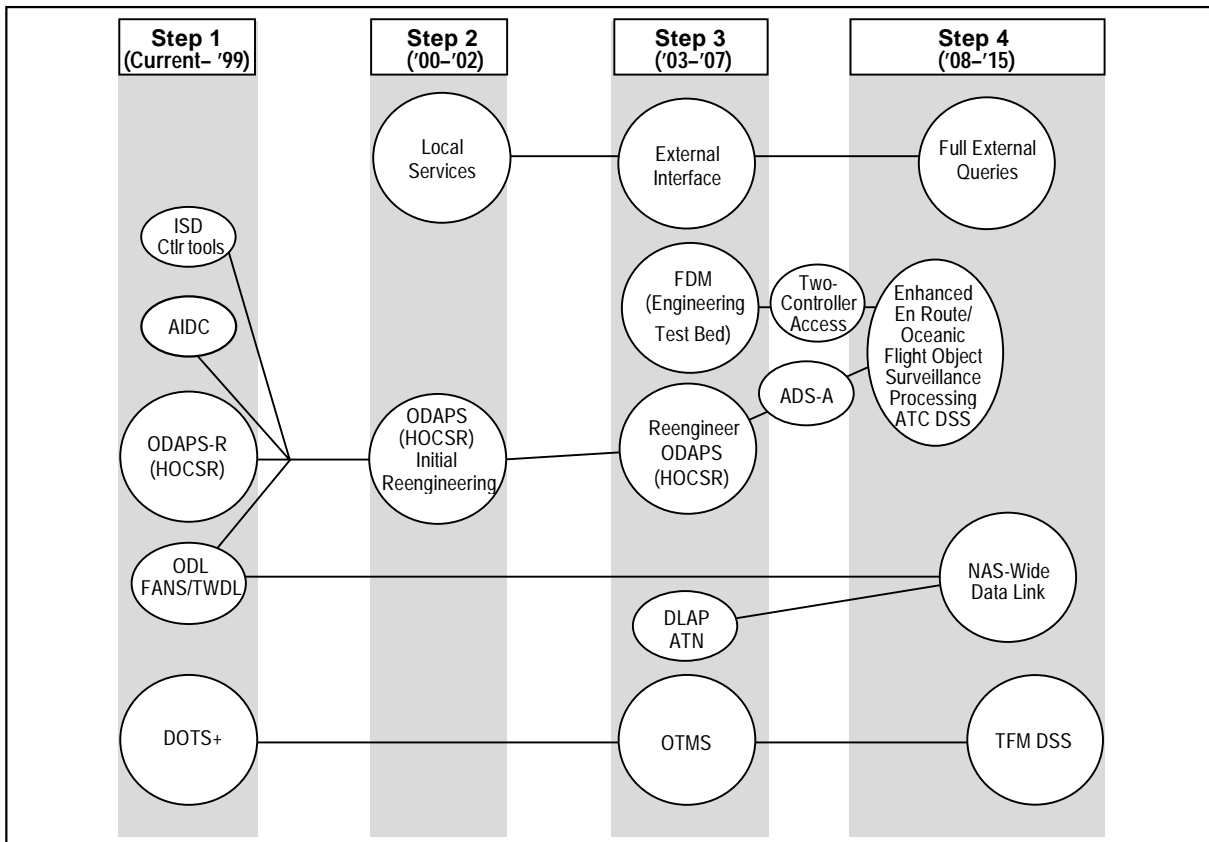 Step 1
(Current– ’99)
Step 2
(’00–’02)
Step 3
(’03–’07)
Step 4
(’08–’15)
Local
Services
External
Interface
Full External
Queries
ISD
Ctlr tools
AIDC
ODAPS-R
(HOCSR)
ODL
FANS/TWDL
ODAPS
(HOCSR)
Initial
Reengineering
FDM
(Engineering
Test Bed)
Two-
Controller
Access
Reengineer
ODAPS
(HOCSR)
ADS-A
Enhanced
En Route/
Oceanic
Flight Object
Surveillance
Processing
ATC DSS
DLAP
ATN
NAS-Wide
Data Link
DOTS+
OTMS
TFM DSS